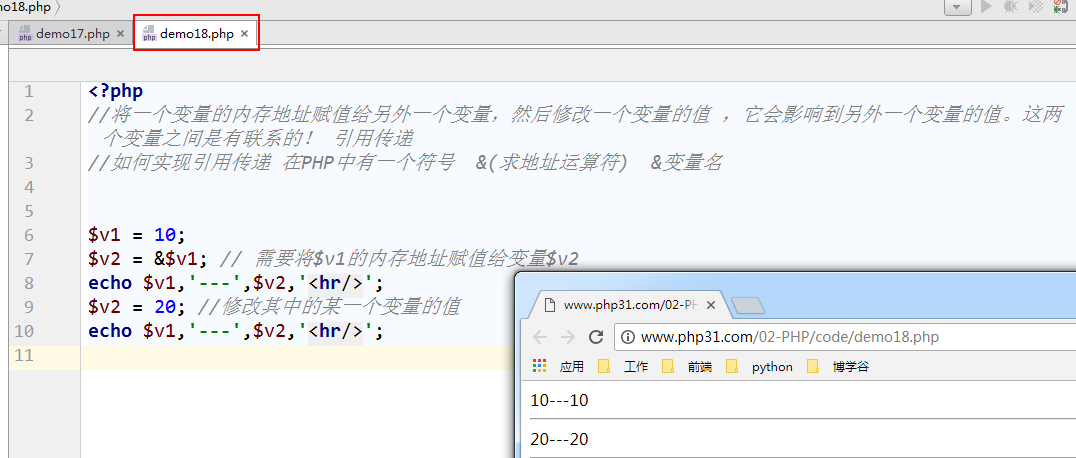 mo18.php
demo17.php
demo18.php
1 <?php
2 //将一个变量的内存地址赋值给另外一个变量，然后修改一个变量的值 ，它会影响到另外一个变量的值。这两
个变量之间是有联系的！ 引用传递
3 //如何实现引用传递 在PHP中有一个符号 &(求地址运算符) &变量名
4
5
6 $v1 = 10;
7 $v2 = &$v1; // 需要将$v1的内存地址赋值给变量$v2
8 echo $v1,'---',$v2,'<hr/>';
9 $v2 = 20; //修改其中的某一个变量的值
10 echo $v1,'---',$v2,'<hr/>';
11
www.php31.com/02-PH
www.php31.com/02-PHP/code/demo18.php
应用 工作 前端 python 博学谷
10---10
20---20